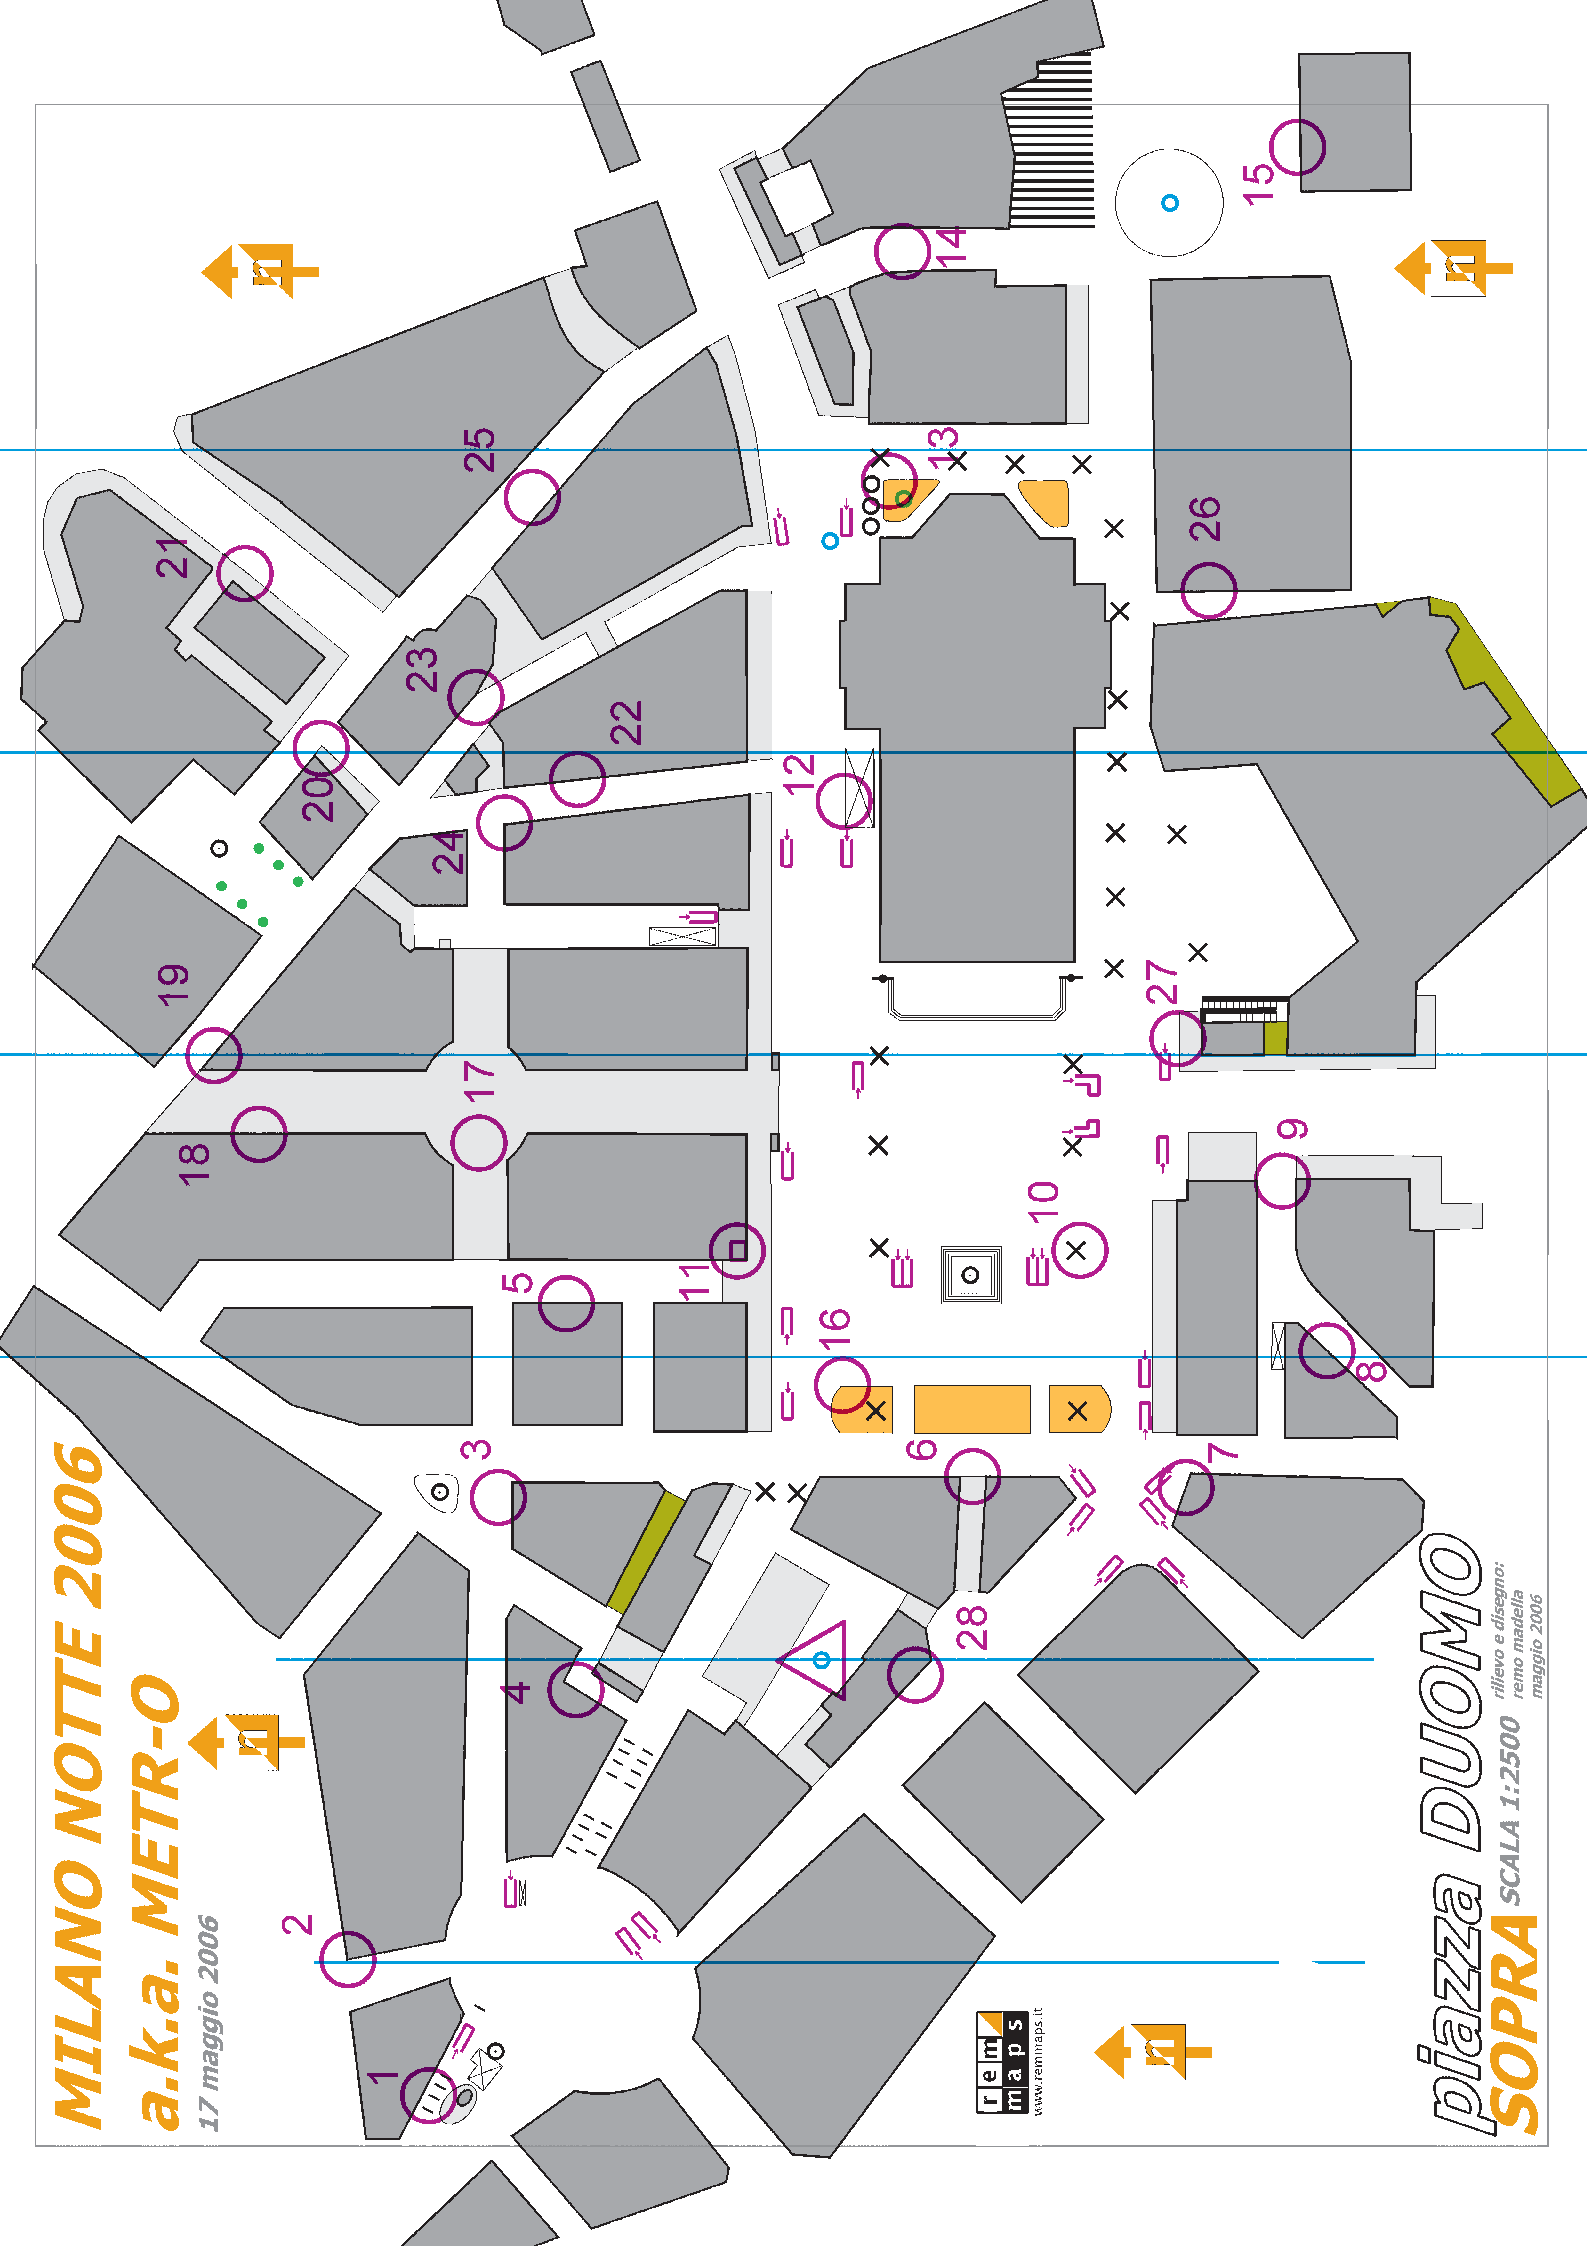 MILANO NOTTE 2006
a.k.a. METR-O
17 maggio 2006
piazza DUOMO
SOPRA SCALA 1:2500
rilievo e disegno:
remo madella
maggio 2006
rem
maps
www.remmaps.it
n
n
n
n
1
2
3
4
5
6
7
8
9
10
11
12
13
14
15
16
17
18
19
20
21
22
23
24
25
26
27
28